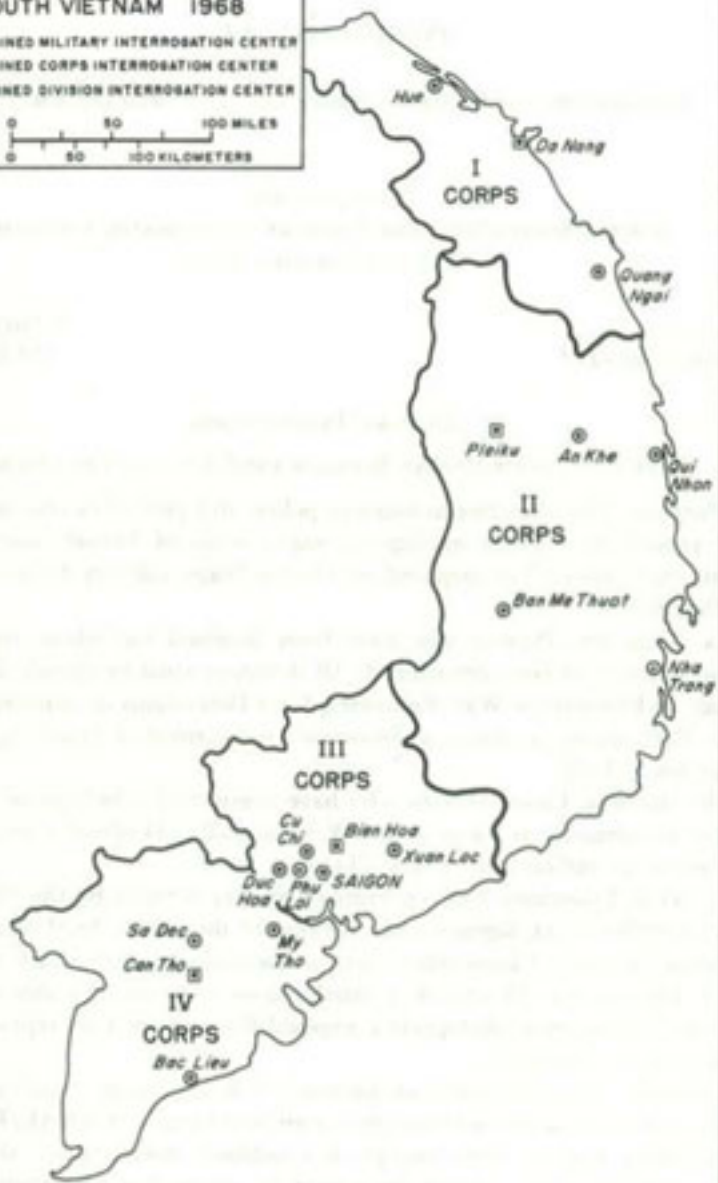 OUTH VIETNAM 1968
INED MILITARY INTERROGATION CENTER
INED CORPS INTERROGATION CENTER
INED DIVISION INTERROGATION CENTER
0 50 100 MILES
0 50 100 KILOMETERS
Hue
Da Nang
I
CORPS
Quang
Ngai
Pleiku
An Khe
Qui
Nhon
II
CORPS
Ban Me Thuot
Nha
Trang
III
CORPS
Cu
Chi
Bien Hoa
Xuan Loc
Duc
Hoa
Phu
Loi
SAIGON
Sa Dec
My
Tho
Can Tho
IV
CORPS
Bac Lieu